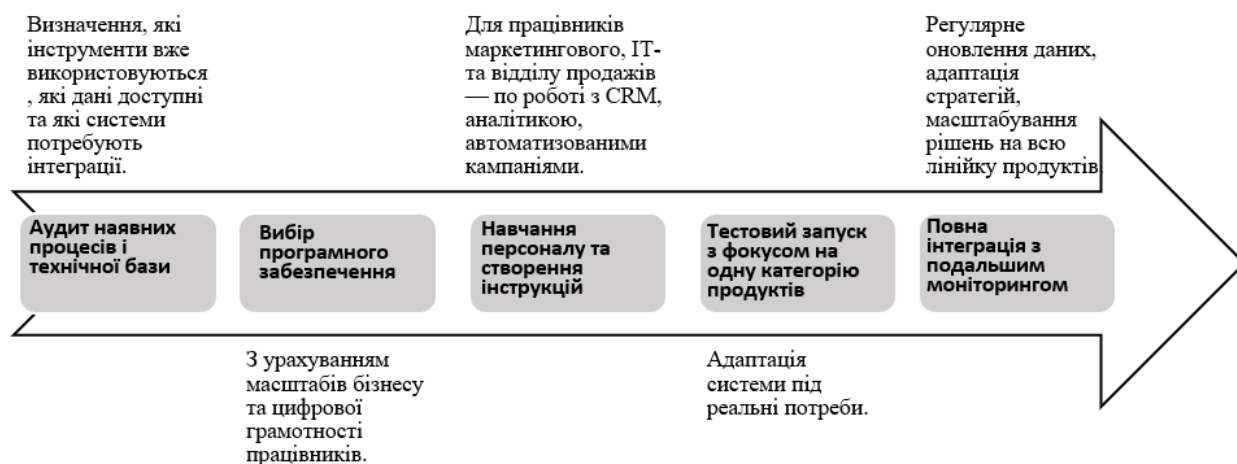 Визначення, які
інструменти вже
використовуються
, які дані доступні
та які системи
потребують
інтеграції.
Для працівників
маркетингового, ІТ-
та відділу продажів
— по роботі з CRM,
аналітикою,
автоматизованими
кампаніями.
Регулярне
оновлення даних,
адаптація
стратегій,
масштабування
рішень на всю
лінійку продуктів.
Аудит наявних
процесів і
технічної бази
Вибір
програмного
забезпечення
Навчання
персоналу та
створення
інструкцій
Тестовий запуск
з фокусом на
одну категорію
продуктів
Повна
інтеграція з
подальшим
моніторингом
З урахуванням
масштабів бізнесу
та цифрової
грамотності
працівників.
Адаптація
системи під
реальні потреби.